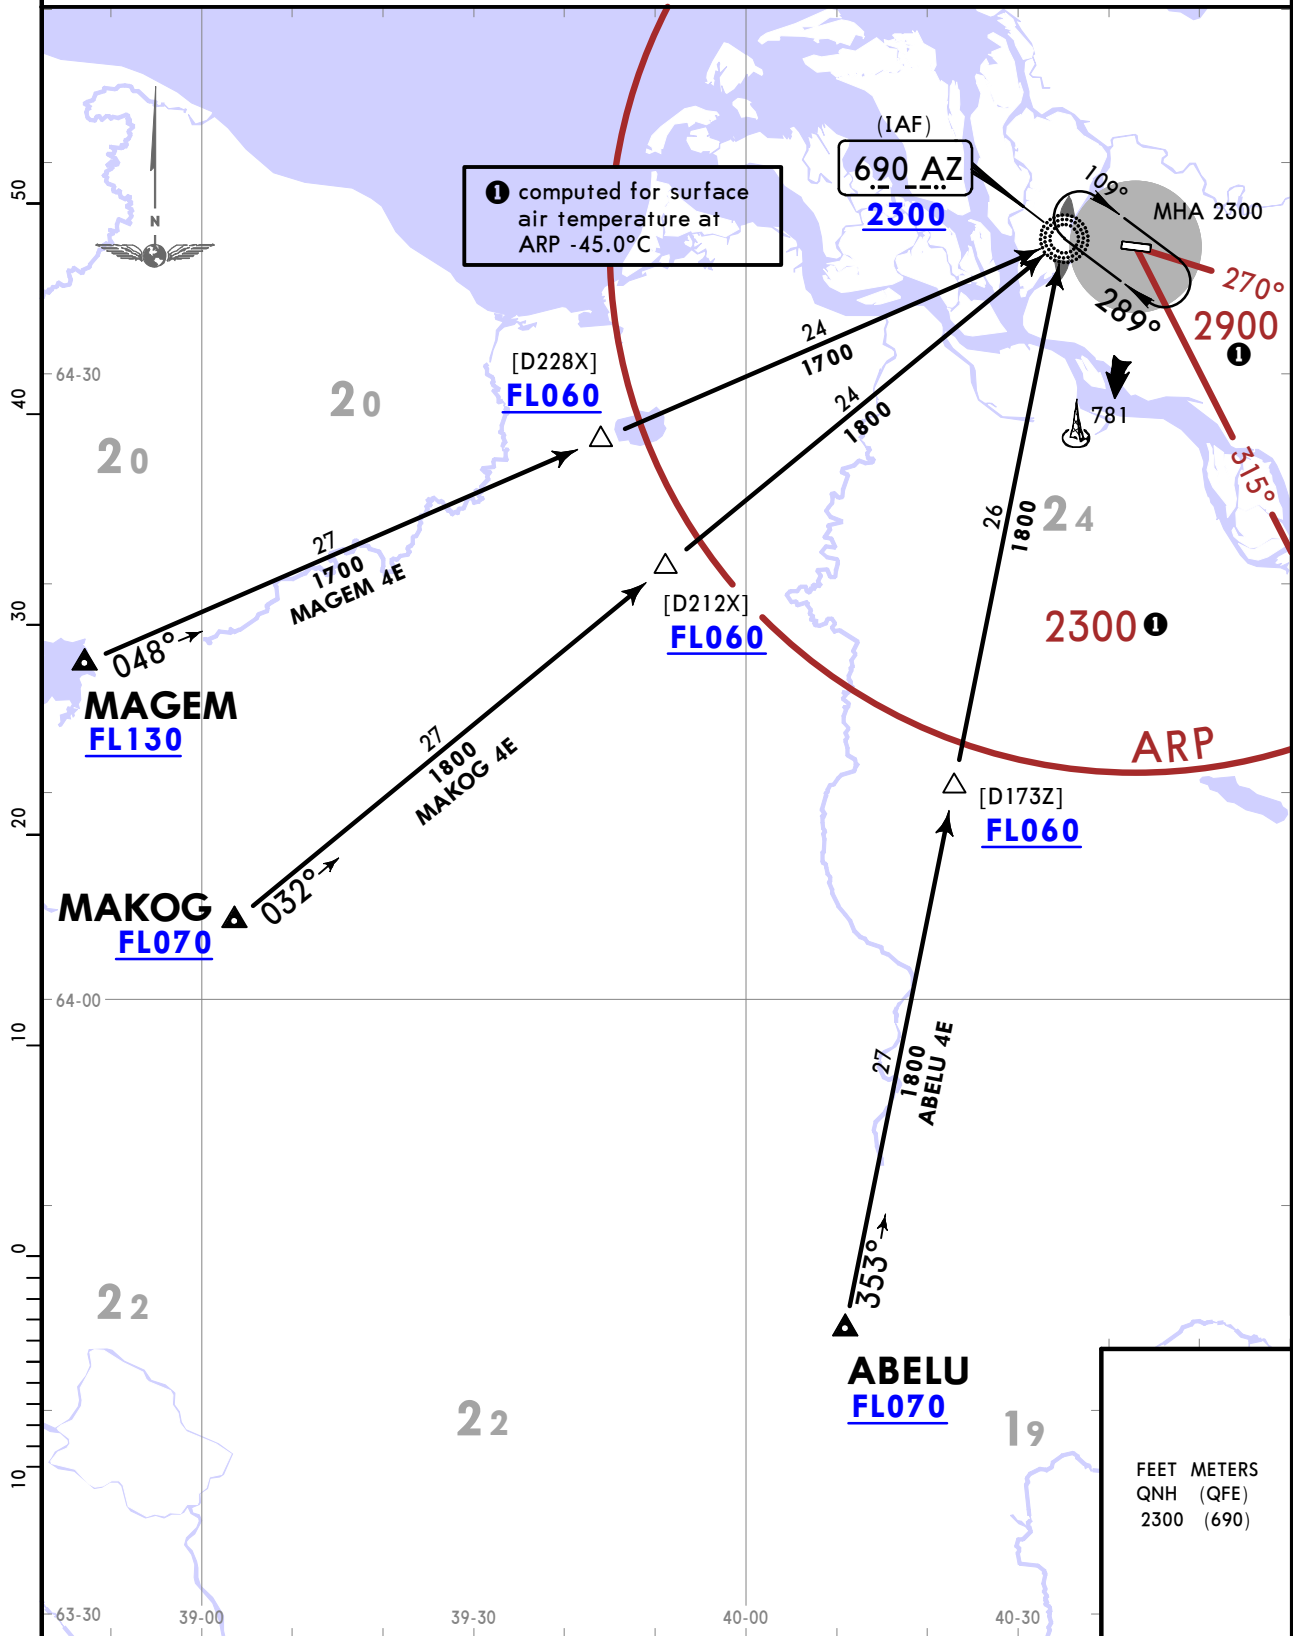 (IAF)
690 AZ
2300
❶ computed for surface
air temperature at
ARP -45.0°C
N
109°
MHA 2300
289°
270°
2900
❶
315°
781
50
40
30
20
10
0
10
64-30
20
20
[D228X]
FL060
24
1700
24
1800
26
1800
24
27
1700
MAGEM 4E
048°
MAGEM
FL130
[D212X]
FL060
2300 ❶
ARP
27
1800
MAKOG 4E
032°
MAKOG
FL070
[D173Z]
FL060
64-00
27
1800
ABELU 4E
353°
ABELU
FL070
22
22
19
FEET METERS
QNH (QFE)
2300 (690)
63-30
39-00
39-30
40-00
40-30